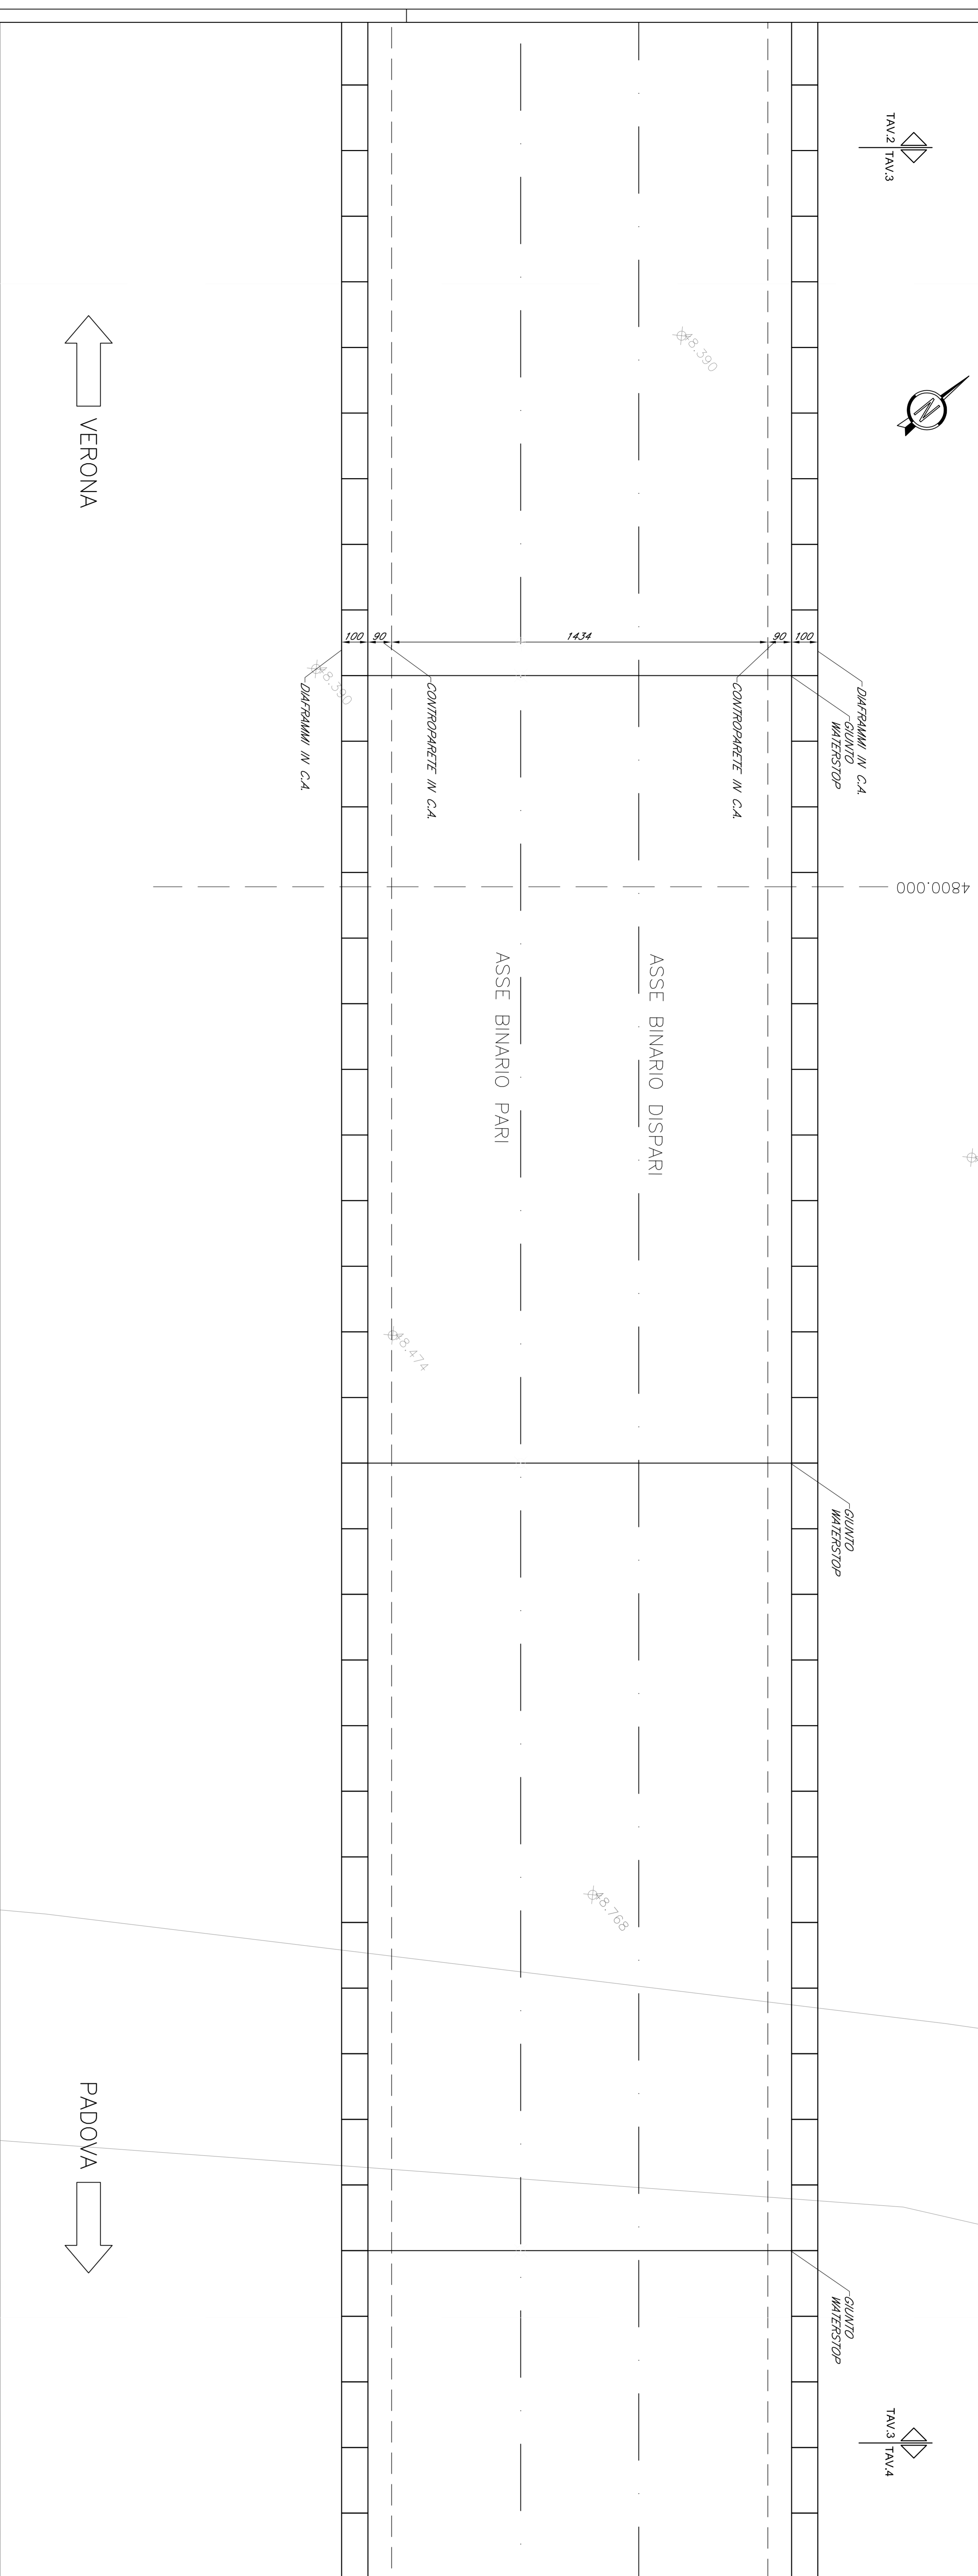 TAV.2
TAV.3
48.390
N
VERONA
100
90
1434
90
100
DIAFRAMMI IN C.A.
48.390
CONTROPARETE IN C.A.
CONTROPARETE IN C.A.
GIUNTO
WATERSTOP
DIAFRAMMI IN C.A.
4800.000
ASSE BINARIO PARI
ASSE BINARIO DISPARI
48.474
GIUNTO
WATERSTOP
48.768
PADOVA
GIUNTO
WATERSTOP
TAV.3
TAV.4